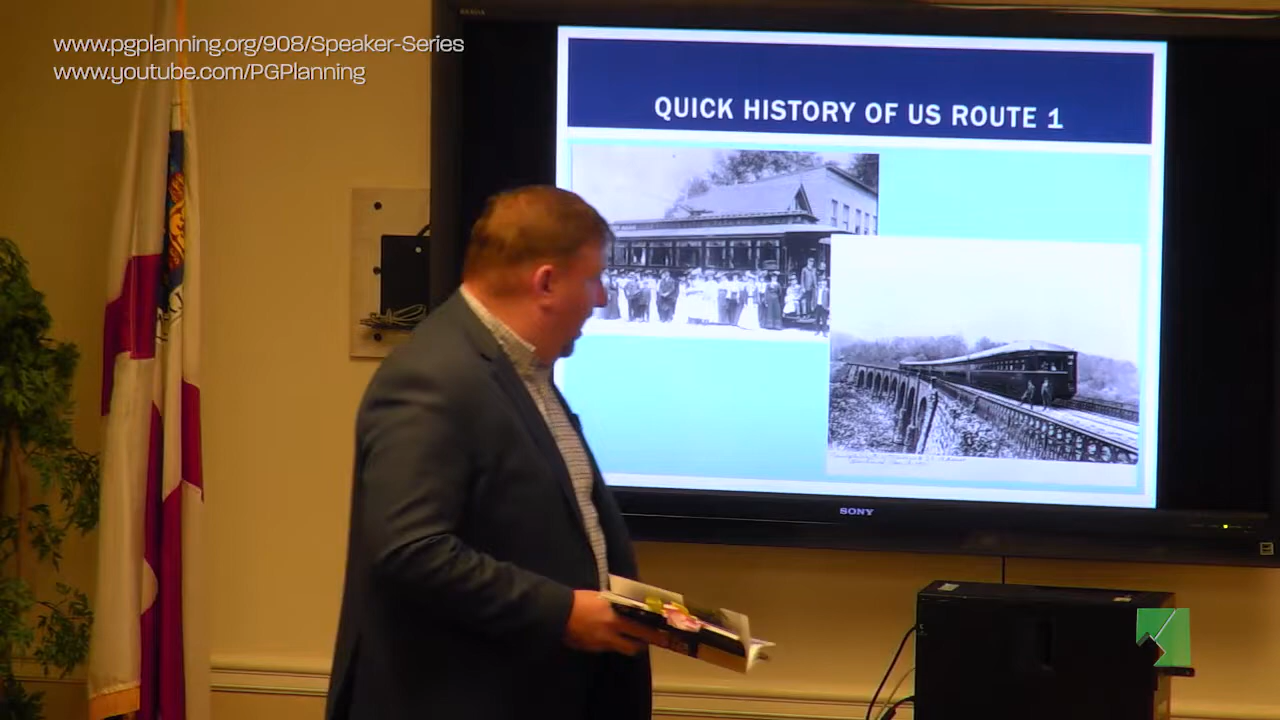 www.pgplanning.org/908/Speaker-Series
www.youtube.com/PGPlanning
QUICK HISTORY OF US ROUTE 1
SONY